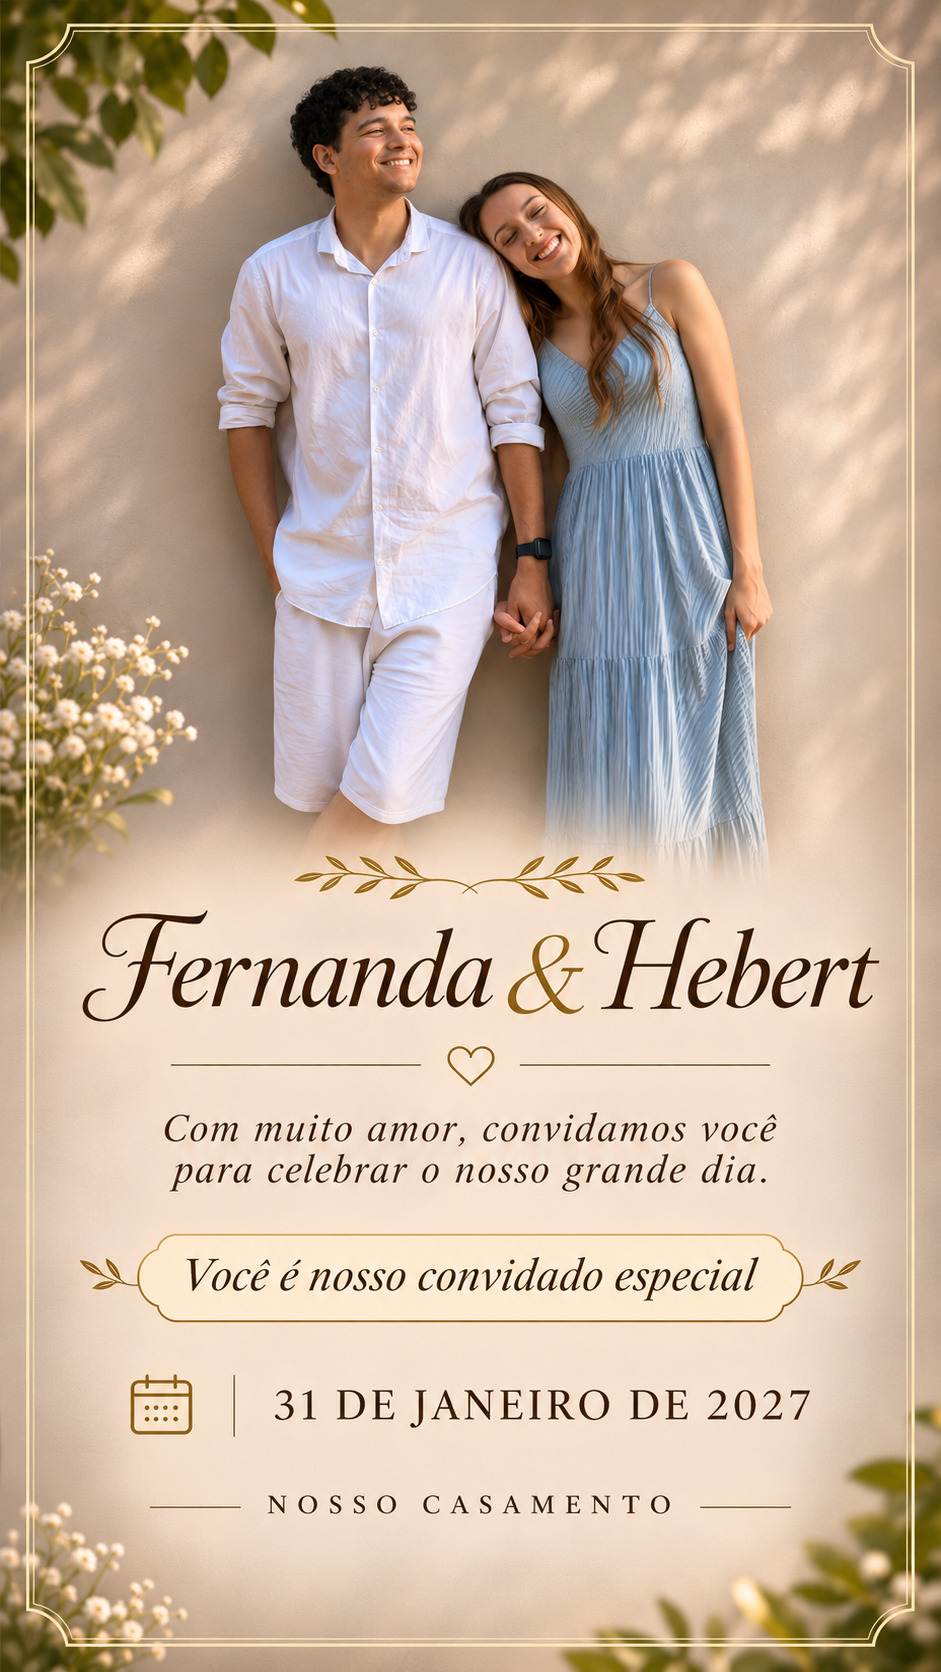 Fernanda & Hebert
Com muito amor, convidamos você
para celebrar o nosso grande dia.
Você é nosso convidado especial
31 DE JANEIRO DE 2027
NOSSO CASAMENTO